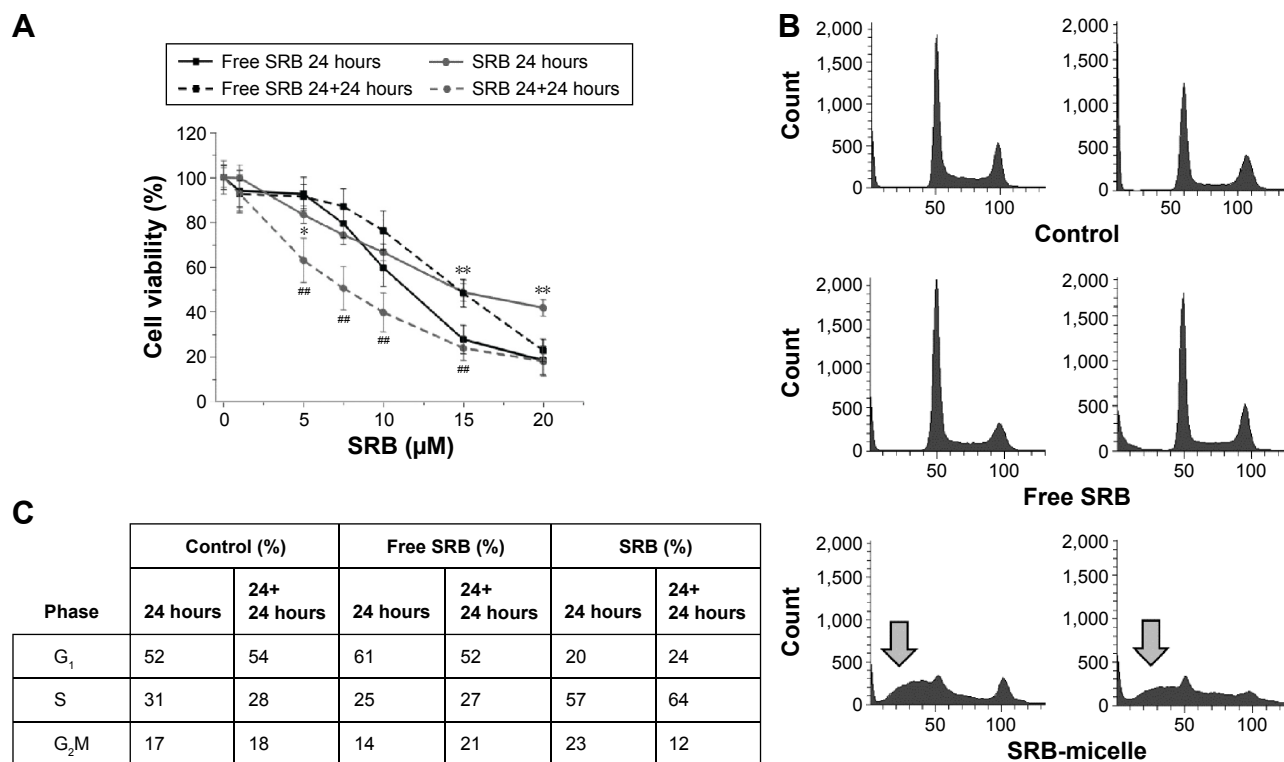 A
Free SRB 24 hours
SRB 24 hours
Free SRB 24+24 hours
SRB 24+24 hours
120
100
80
60
40
20
0
Cell viability (%)
*
**
**
##
##
##
##
0
5
10
15
20
SRB (µM)
B
2,000
1,500
1,000
500
0
Count
50
100
2,000
1,500
1,000
500
0
50
100
Control
2,000
1,500
1,000
500
0
Count
50
100
2,000
1,500
1,000
500
0
50
100
Free SRB
2,000
1,500
1,000
500
0
Count
50
100
2,000
1,500
1,000
500
0
50
100
SRB-micelle
C
Phase
Control (%)
Free SRB (%)
SRB (%)
24 hours
24+
24 hours
24 hours
24+
24 hours
24 hours
24+
24 hours
G₁ 52 54 61 52 20 24
S 31 28 25 27 57 64
G₂M 17 18 14 21 23 12